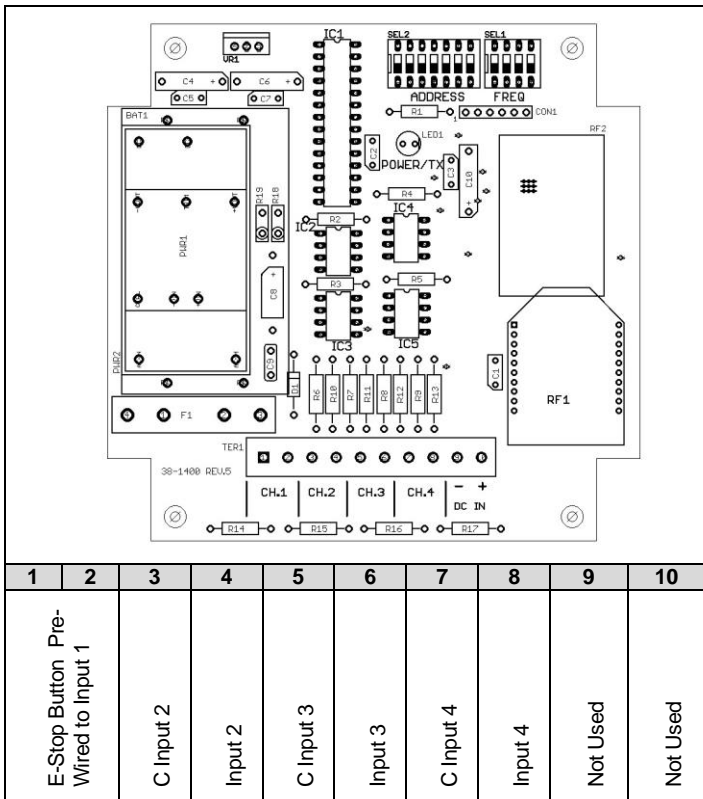 IC1
SEL2 SEL1
VR1
ADDRESS FREQ
C4 + C6 +
C5 C7
R1
1 CON1
BAT1
LED1
RF2
C2
POWER/TX
C3
C10
+
R19
R18
R4
IC4
R2
IC2
PWR1
+
C8
R5
R3
IC3
IC5
PWR2
C9
D1
R6
R10
R7
R11
R8
R12
R9
R13
C1
RF1
F1
TER1
38-1400 REV.5
CH.1 CH.2 CH.3 CH.4 - +
DC IN
R14 R15 R16 R17
1 2 3 4 5 6 7 8 9 10
E-Stop Button Pre-
Wired to Input 1
C Input 2
Input 2
C Input 3
Input 3
C Input 4
Input 4
Not Used
Not Used